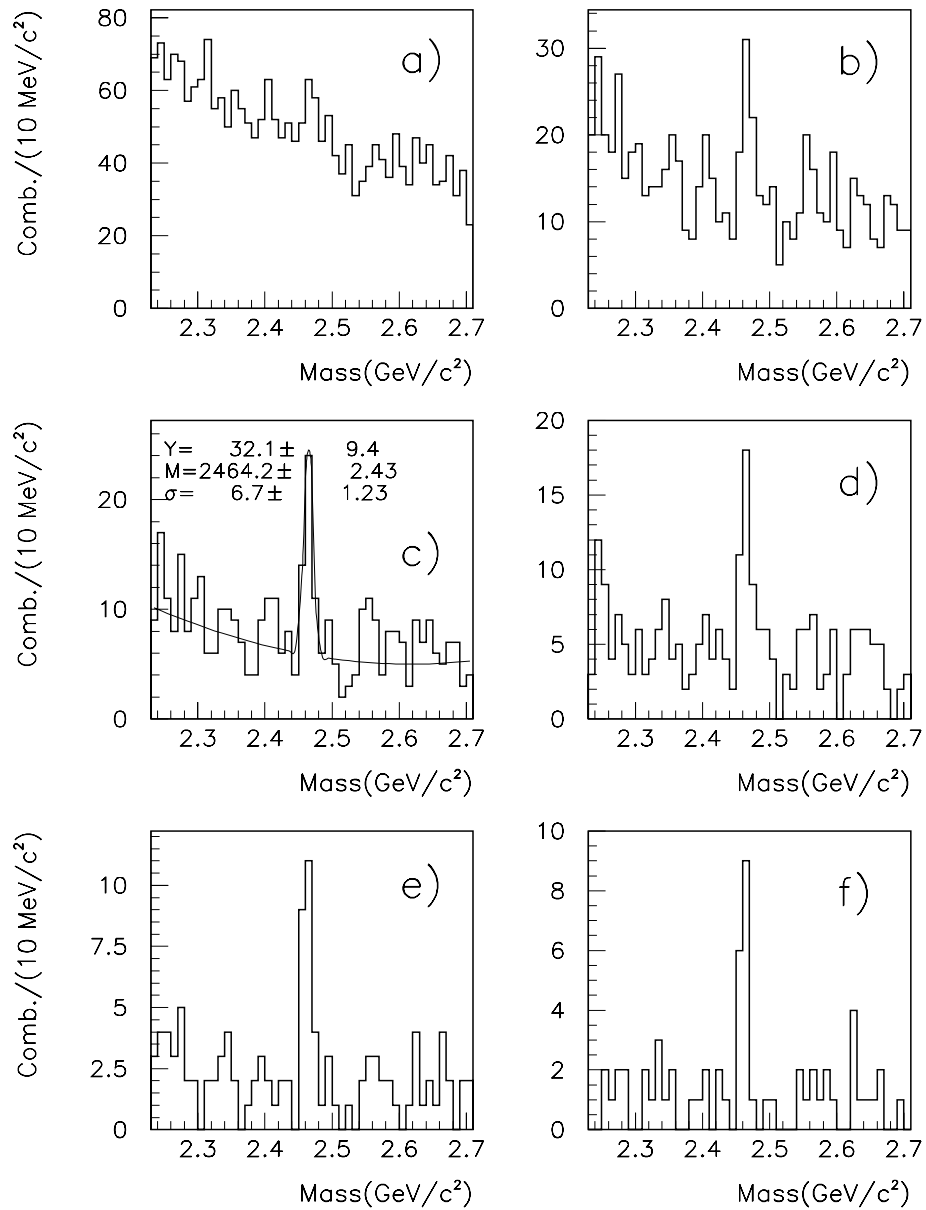 Comb./(10 MeV/c²)
80
60
40
20
0
a)
2.3 2.4 2.5 2.6 2.7
Mass(GeV/c²)
30
20
10
0
b)
2.3 2.4 2.5 2.6 2.7
Mass(GeV/c²)
Comb./(10 MeV/c²)
20
10
0
Y= 32.1± 9.4
M=2464.2± 2.43
σ= 6.7± 1.23
c)
2.3 2.4 2.5 2.6 2.7
Mass(GeV/c²)
20
15
10
5
0
d)
2.3 2.4 2.5 2.6 2.7
Mass(GeV/c²)
Comb./(10 MeV/c²)
10
7.5
5
2.5
0
e)
2.3 2.4 2.5 2.6 2.7
Mass(GeV/c²)
10
8
6
4
2
0
f)
2.3 2.4 2.5 2.6 2.7
Mass(GeV/c²)